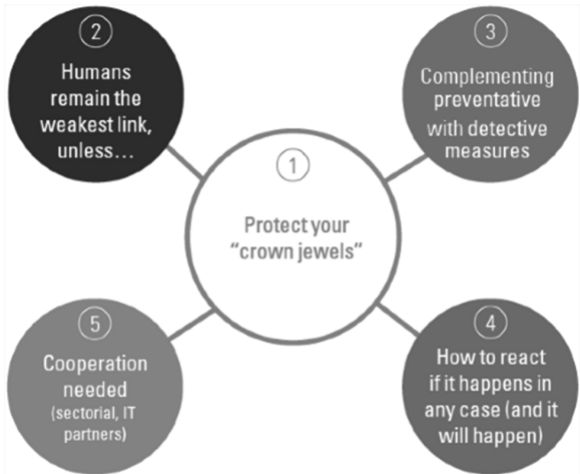 1
Protect your
“crown jewels”
2
Humans
remain the
weakest link,
unless...
3
Complementing
preventative
with detective
measures
4
How to react
if it happens in
any case (and it
will happen)
5
Cooperation
needed
(sectorial, IT
partners)